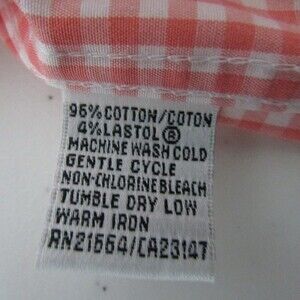 96% COTTON/COTON
4% LASTOL®
MACHINE WASH COLD
GENTLE CYCLE
NON-CHLORINE BLEACH
TUMBLE DRY LOW
WARM IRON
RN21664/CA23147